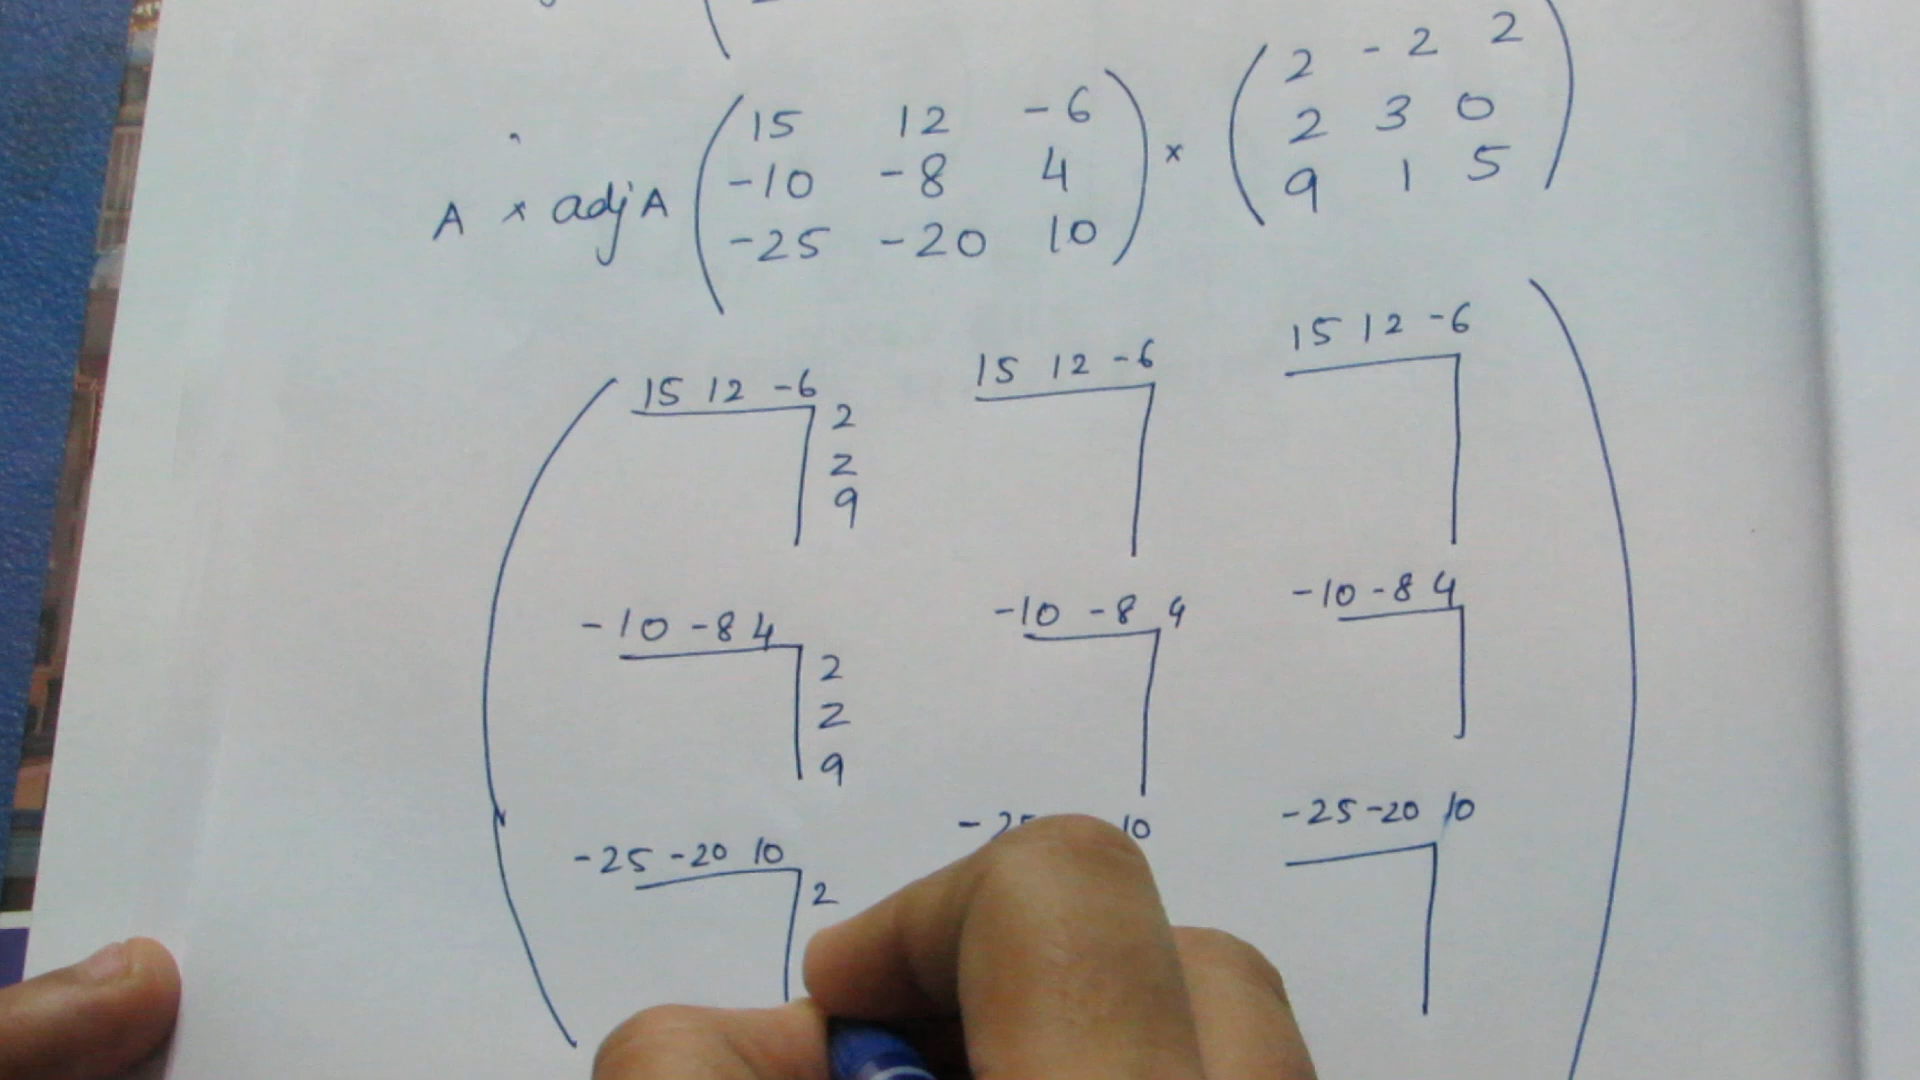 A × adj A ( 15 12 -6 ) × ( 2 -2 2 )
-10 -8 4 2 3 0
-25 -20 10 9 1 5
15 12 -6 15 12 -6 15 12 -6
2
2
9
-10 -8 4 -10 -8 4 -10 -8 4
2
2
9
-25 -20 10 10 -25 -20 10
2